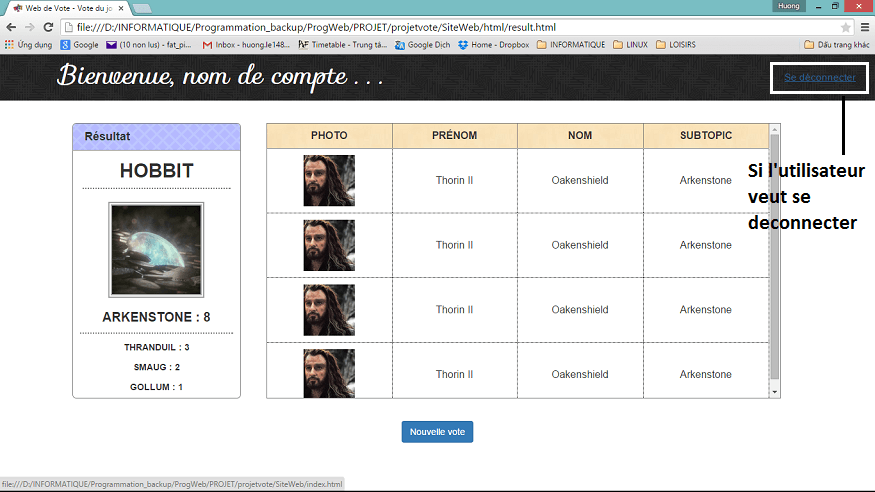 Web de Vote - Vote du jo
Huong
file:///D:/INFORMATIQUE/Programmation_backup/ProgWeb/PROJET/projetvote/SiteWeb/html/result.html
Ứng dụng Google (10 non lus) - fat_pi... Inbox - huong.le148... Timetable - Trung tâ... Google Dịch Home - Dropbox INFORMATIQUE LINUX LOISIRS Dấu trang khác
Bienvenue, nom de compte . . .
Se déconnecter
Résultat
HOBBIT
ARKENSTONE : 8
THRANDUIL : 3
SMAUG : 2
GOLLUM : 1
PHOTO PRÉNOM NOM SUBTOPIC
Thorin II Oakenshield Arkenstone
Thorin II Oakenshield Arkenstone
Thorin II Oakenshield Arkenstone
Thorin II Oakenshield Arkenstone
Si l'utilisateur
veut se
deconnecter
Nouvelle vote
file:///D:/INFORMATIQUE/Programmation_backup/ProgWeb/PROJET/projetvote/SiteWeb/index.html